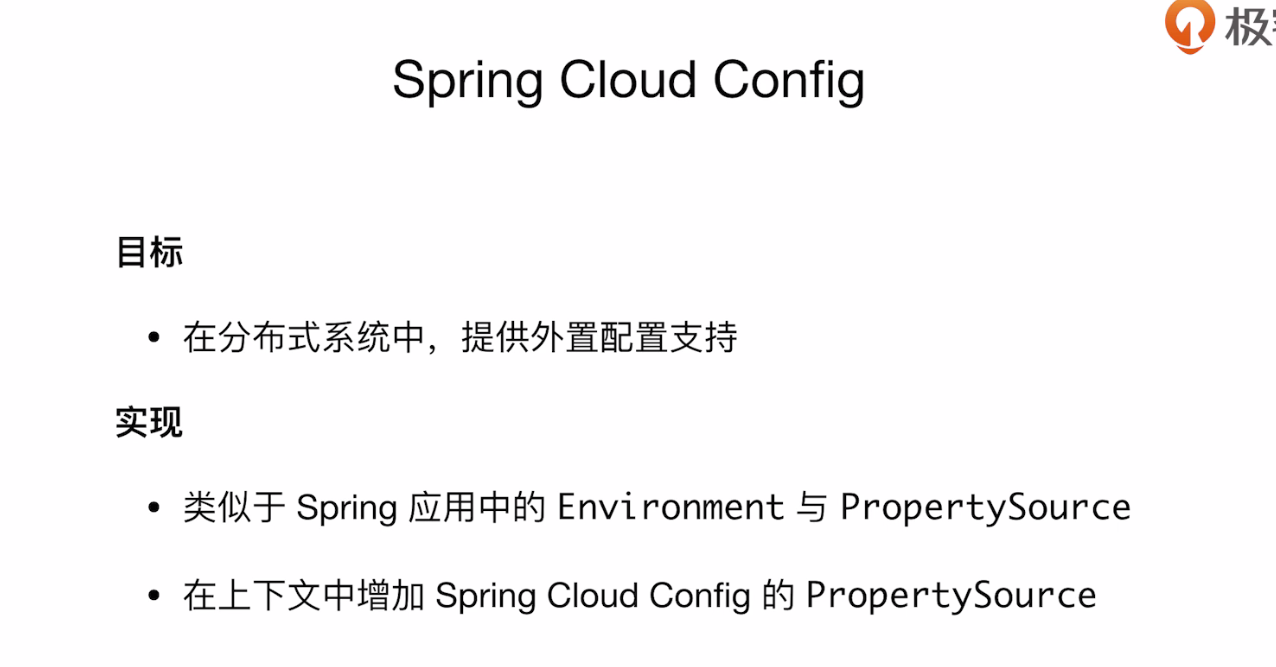 极
Spring Cloud Config
目标
• 在分布式系统中，提供外置配置支持
实现
• 类似于 Spring 应用中的 Environment 与 PropertySource
• 在上下文中增加 Spring Cloud Config 的 PropertySource